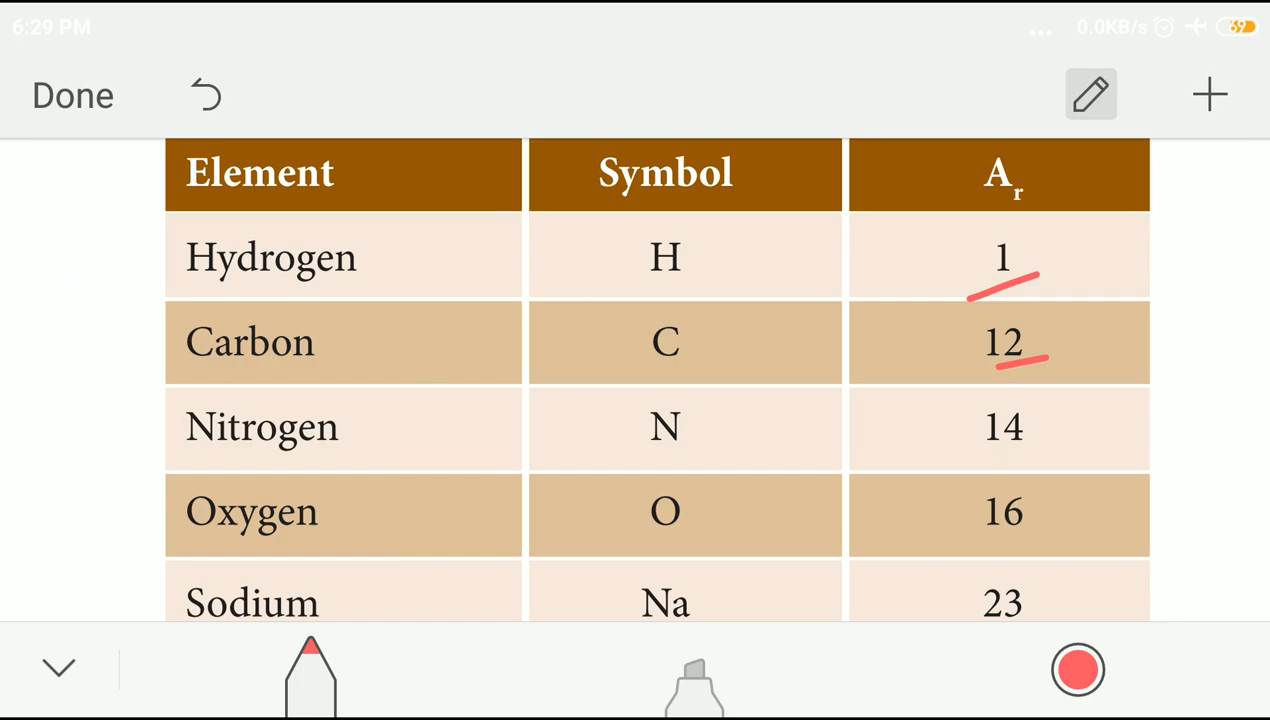 6:29 PM ... 0.0KB/s 69
Done
Element Symbol Ar
Hydrogen H 1
Carbon C 12
Nitrogen N 14
Oxygen O 16
Sodium Na 23